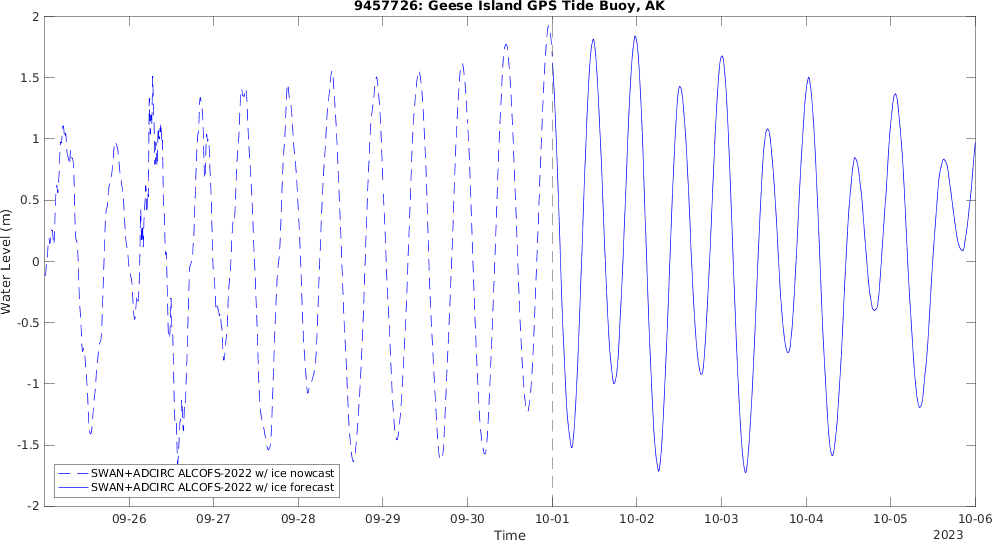 9457726: Geese Island GPS Tide Buoy, AK
2
1.5
1
0.5
0
-0.5
-1
-1.5
-2
Water Level (m)
SWAN+ADCIRC ALCOFS-2022 w/ ice nowcast
SWAN+ADCIRC ALCOFS-2022 w/ ice forecast
09-26 09-27 09-28 09-29 09-30 10-01 10-02 10-03 10-04 10-05 10-06
Time
2023